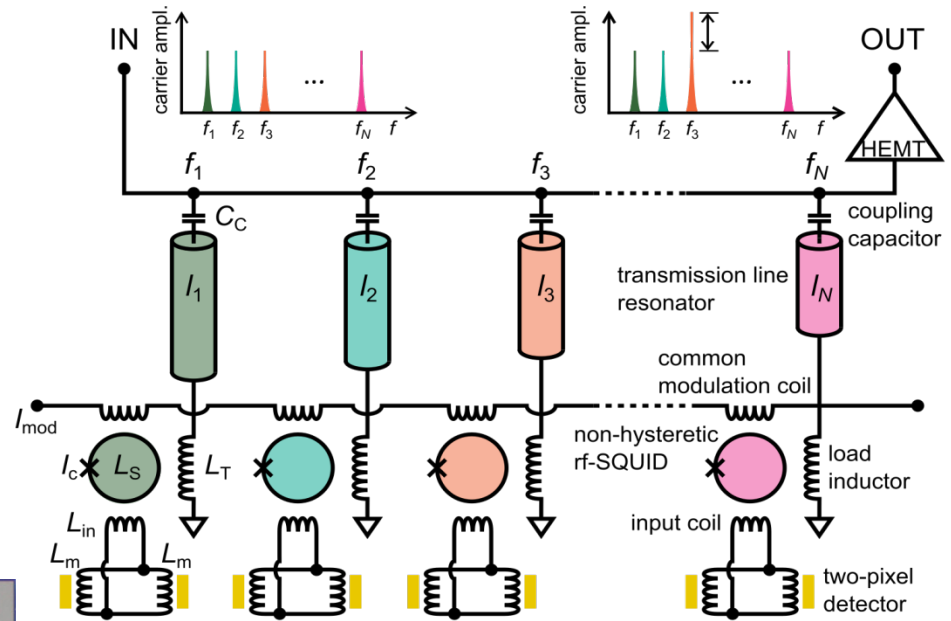 IN
carrier ampl.
f1 f2 f3 ... fN f
carrier ampl.
f1 f2 f3 ... fN f
OUT
HEMT
f1 f2 f3 fN
CC
coupling
capacitor
l1 l2 l3 lN
transmission line
resonator
common
modulation coil
Imod
non-hysteretic
rf-SQUID
Ic LS LT
load
inductor
Lin
input coil
Lm Lm
two-pixel
detector